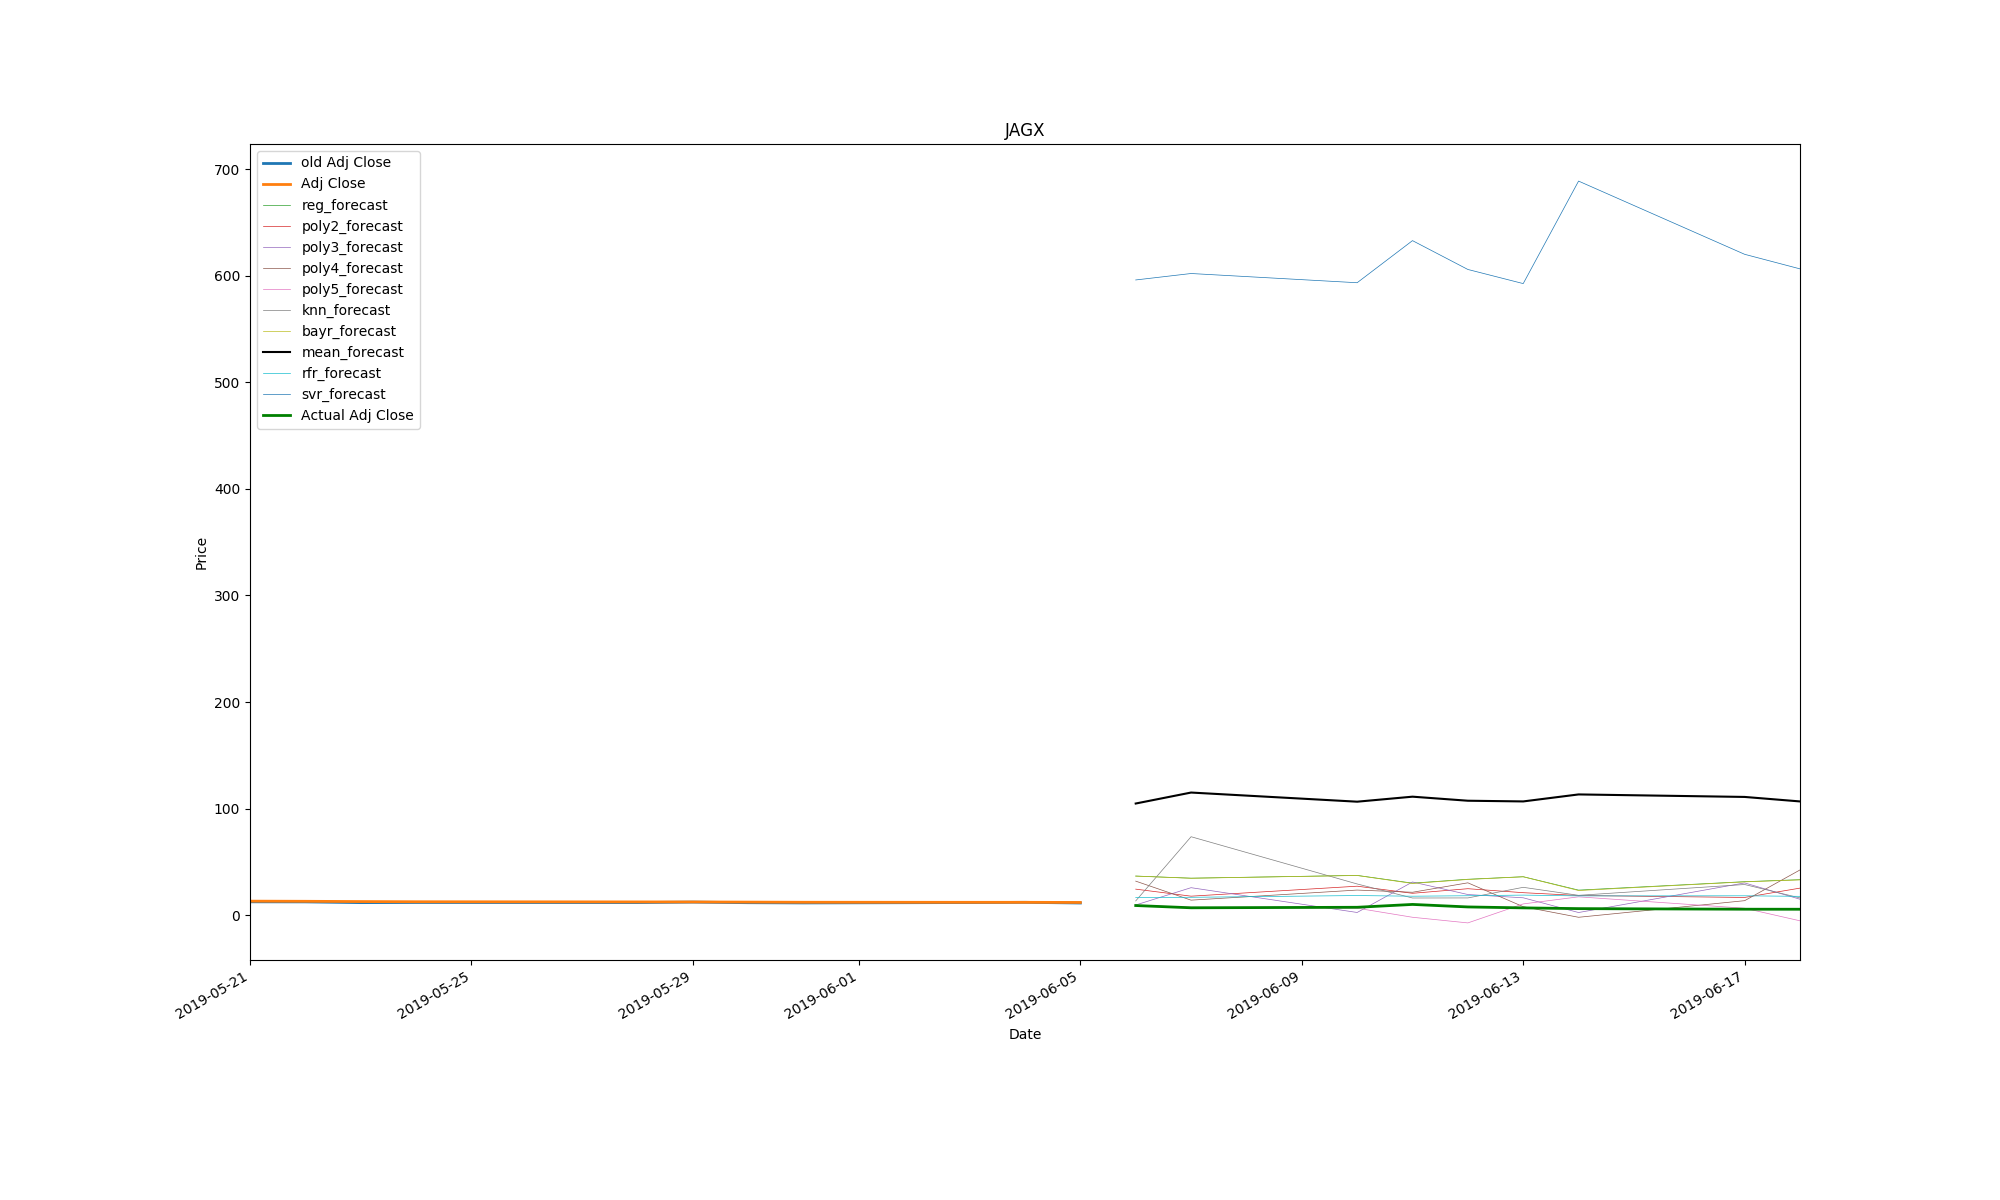 JAGX
old Adj Close
Adj Close
reg_forecast
poly2_forecast
poly3_forecast
poly4_forecast
poly5_forecast
knn_forecast
bayr_forecast
mean_forecast
rfr_forecast
svr_forecast
Actual Adj Close
700
600
500
400
300
200
100
0
Price
2019-05-21
2019-05-25
2019-05-29
2019-06-01
2019-06-05
2019-06-09
2019-06-13
2019-06-17
Date